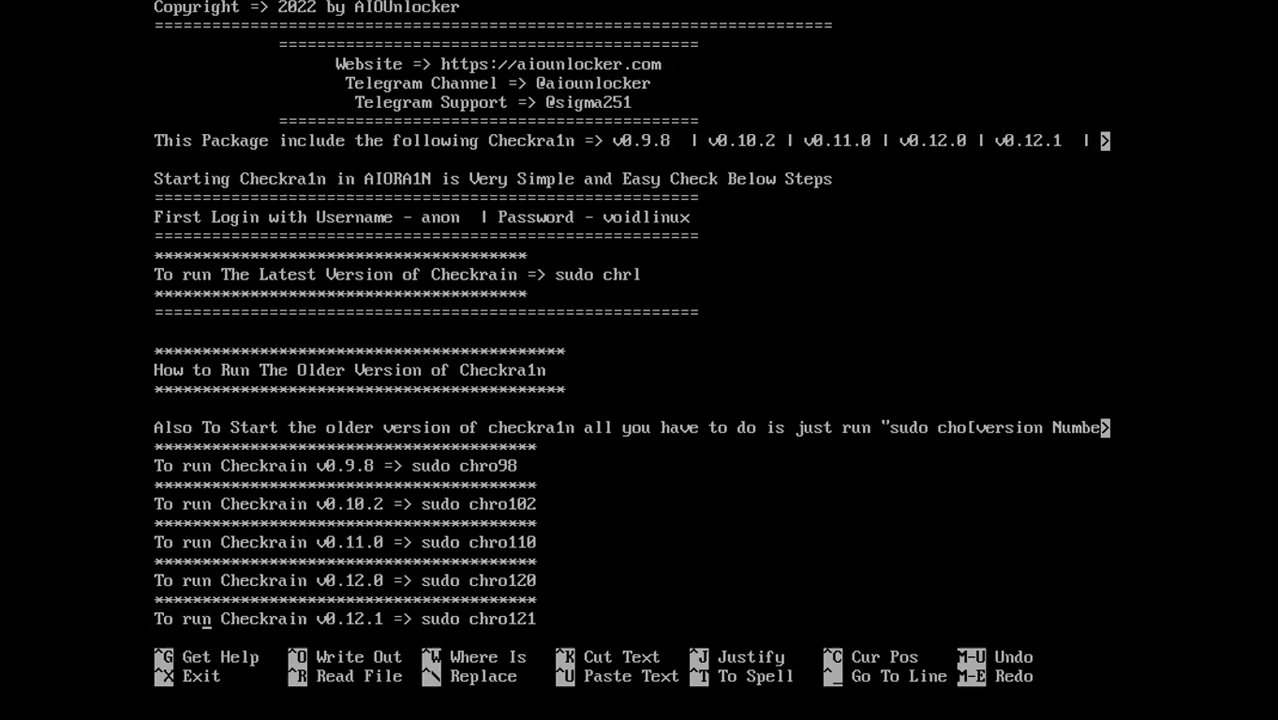 Copyright => 2022 by AIOUnlocker
=======================================================================
============================================
Website => https://aiounlocker.com
Telegram Channel => @aiounlocker
Telegram Support => @sigma251
============================================
This Package include the following Checkra1n => v0.9.8  | v0.10.2 | v0.11.0 | v0.12.0 | v0.12.1  | >
Starting Checkra1n in AIORA1N is Very Simple and Easy Check Below Steps
=========================================================
First Login with Username - anon  | Password - voidlinux
=========================================================
***************************************
To run The Latest Version of Checkrain => sudo chrl
***************************************
=========================================================
*******************************************
How to Run The Older Version of Checkra1n
*******************************************
Also To Start the older version of checkra1n all you have to do is just run "sudo cho[version Numbe>
****************************************
To run Checkrain v0.9.8 => sudo chro98
****************************************
To run Checkrain v0.10.2 => sudo chro102
****************************************
To run Checkrain v0.11.0 => sudo chro110
****************************************
To run Checkrain v0.12.0 => sudo chro120
****************************************
To run Checkrain v0.12.1 => sudo chro121
^G Get Help ^O Write Out ^W Where Is ^K Cut Text ^J Justify ^C Cur Pos M-U Undo
^X Exit ^R Read File ^\ Replace ^U Paste Text ^T To Spell ^_ Go To Line M-E Redo